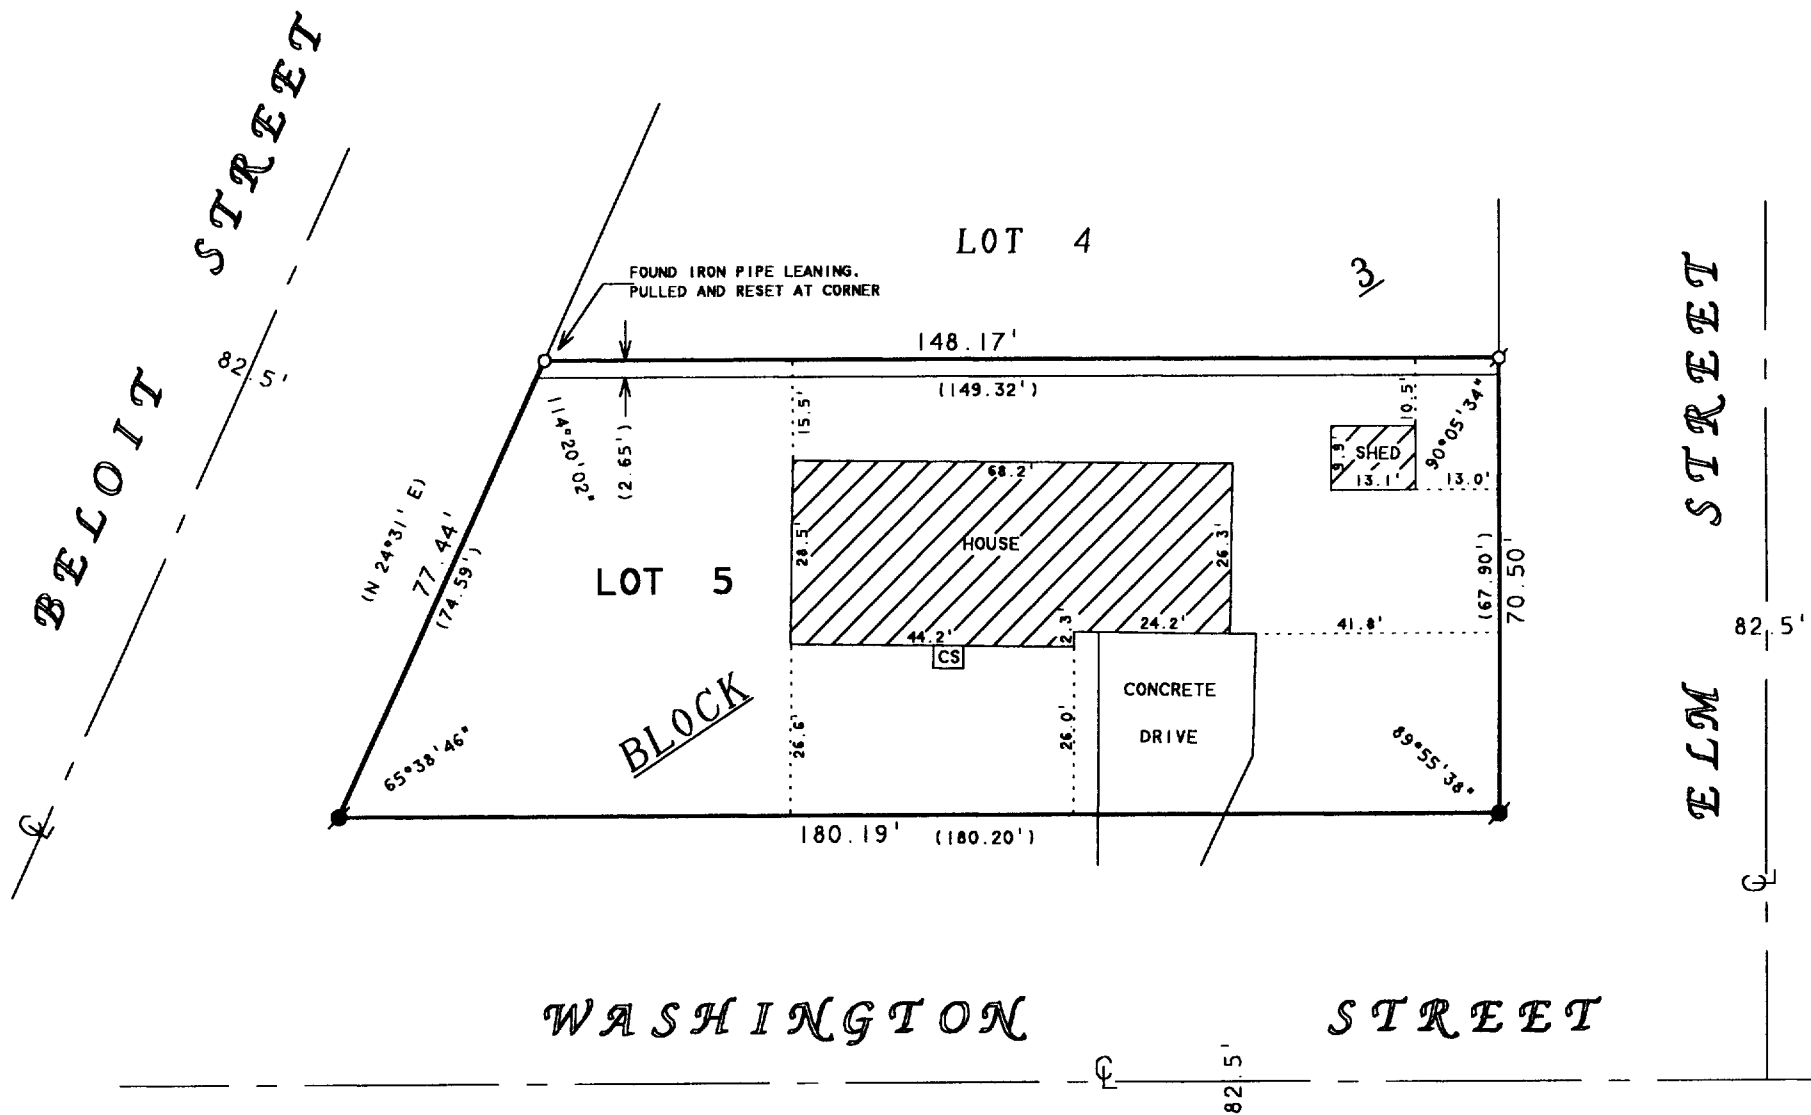 BELOIT STREET
82.5'
FOUND IRON PIPE LEANING.
PULLED AND RESET AT CORNER
LOT 4
3
148.17'
(149.32')
114°20'02"
(2.65')
15.5'
10.5'
90°05'34"
SHED
9.9'
13.1'
13.0'
68.2'
HOUSE
28.5'
26.3'
(N 24°31' E)
77.44'
(74.59')
LOT 5
(67.90')
70.50'
44.2'
2.3'
24.2'
41.8'
CS
CONCRETE
DRIVE
BLOCK
26.6'
26.0'
65°38'46"
89°55'38"
180.19' (180.20')
ELM STREET
82.5'
WASHINGTON STREET
82.5'
℄
℄
℄